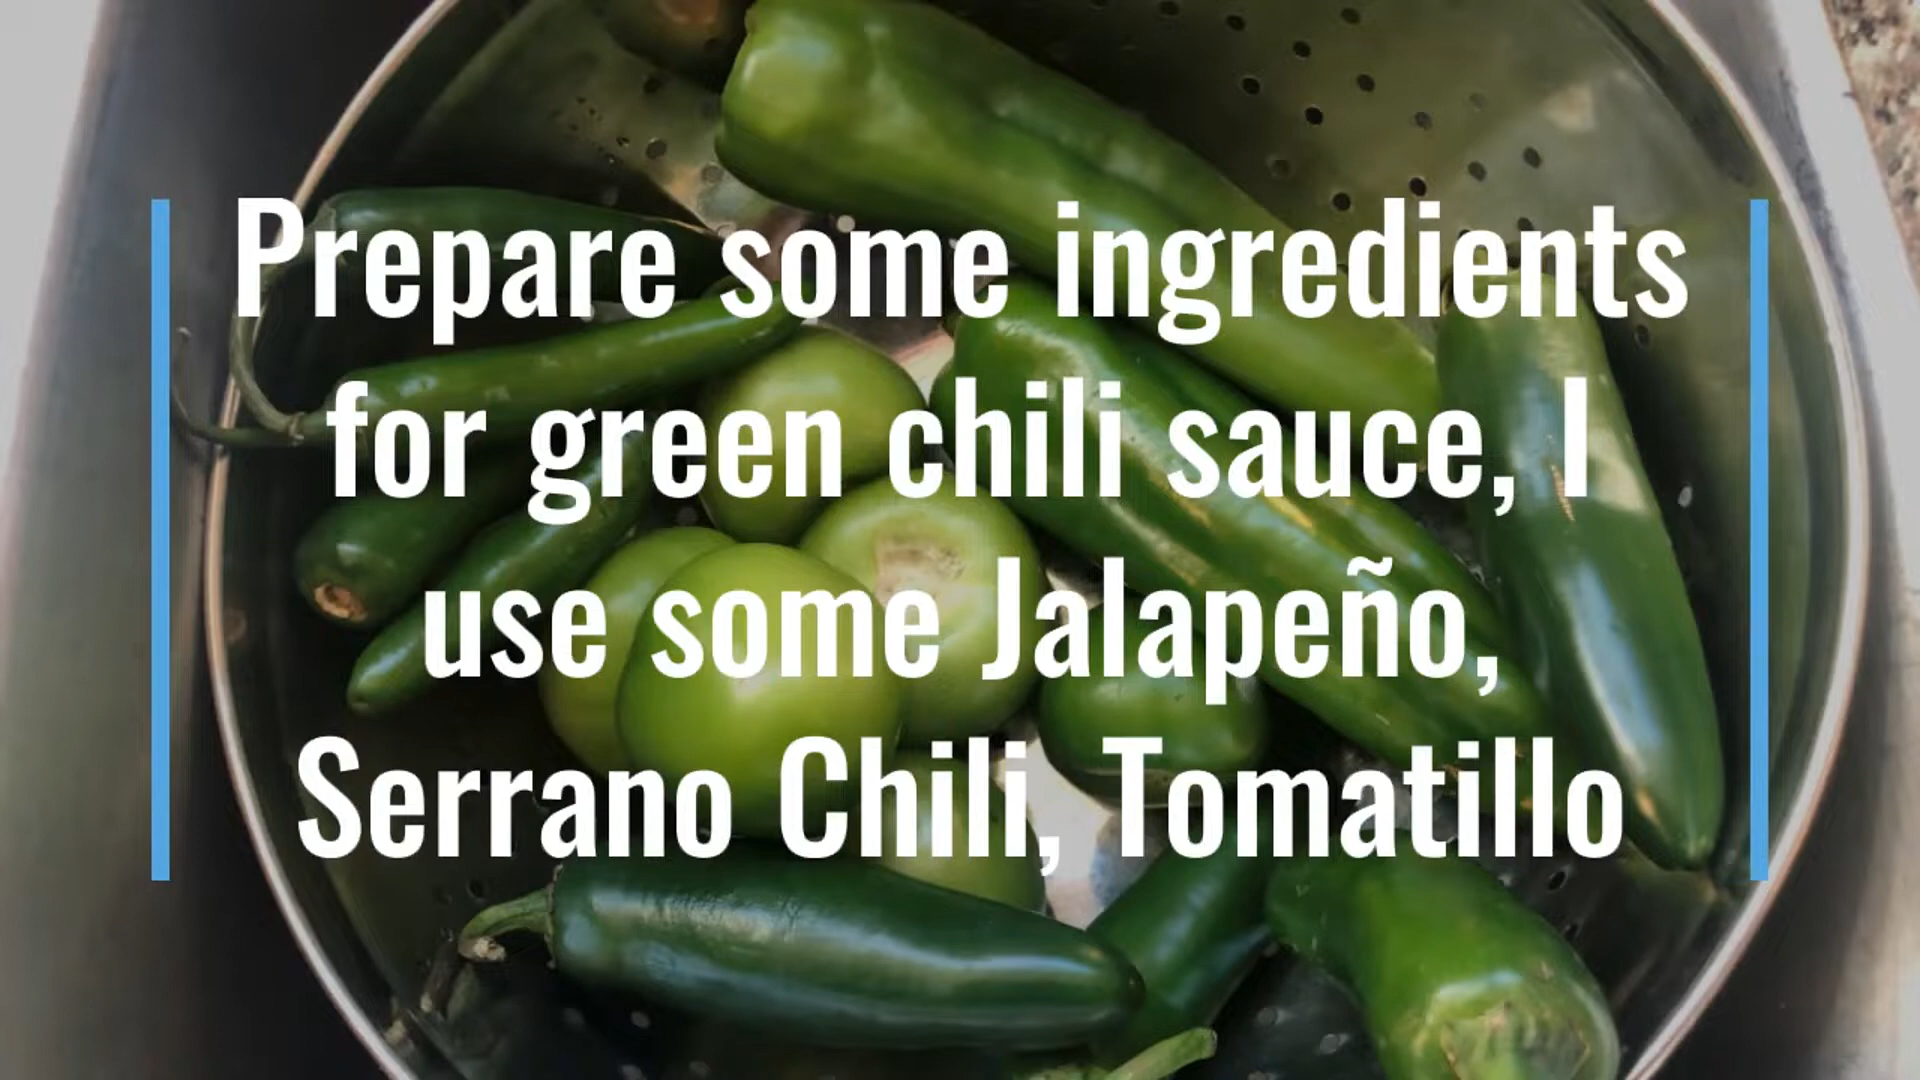 Prepare some ingredients
for green chili sauce, I
use some Jalapeño,
Serrano Chili, Tomatillo